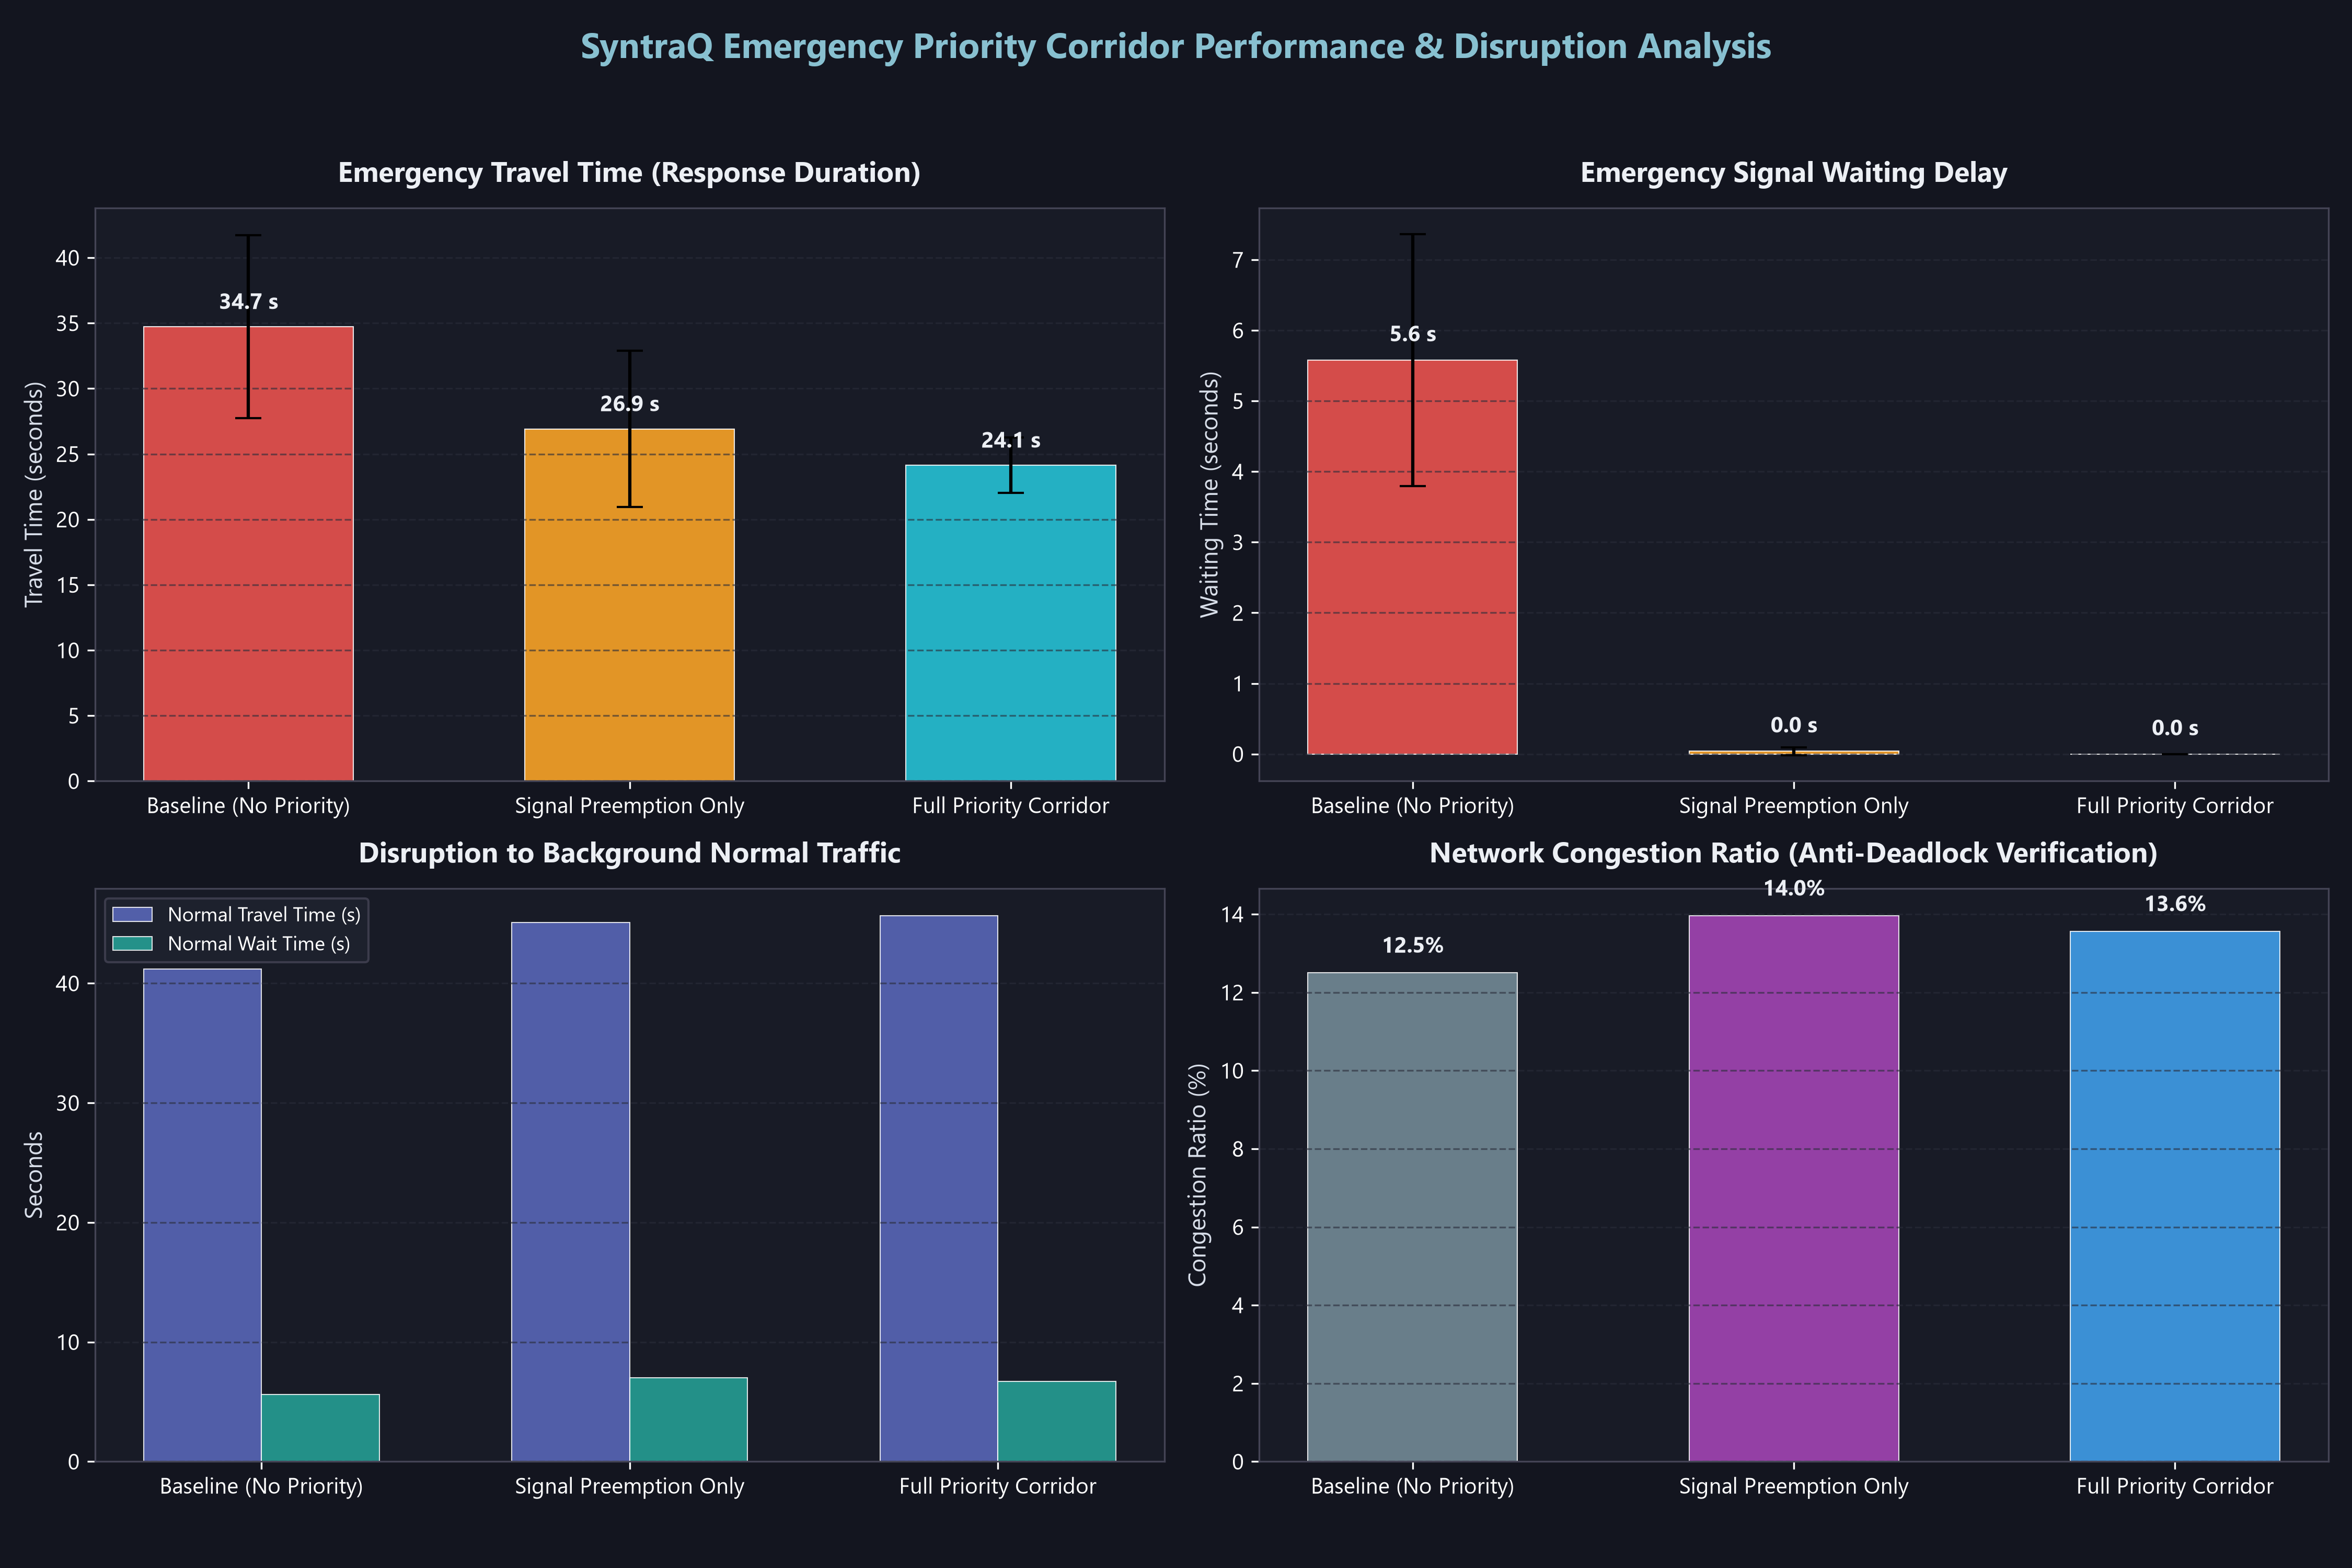 SyntraQ Emergency Priority Corridor Performance & Disruption Analysis
Emergency Travel Time (Response Duration)
Travel Time (seconds)
40
35
30
25
20
15
10
5
0
34.7 s
26.9 s
24.1 s
Baseline (No Priority)
Signal Preemption Only
Full Priority Corridor
Emergency Signal Waiting Delay
Waiting Time (seconds)
7
6
5
4
3
2
1
0
5.6 s
0.0 s
0.0 s
Baseline (No Priority)
Signal Preemption Only
Full Priority Corridor
Disruption to Background Normal Traffic
Normal Travel Time (s)
Normal Wait Time (s)
Seconds
40
30
20
10
0
Baseline (No Priority)
Signal Preemption Only
Full Priority Corridor
Network Congestion Ratio (Anti-Deadlock Verification)
Congestion Ratio (%)
14
12
10
8
6
4
2
0
12.5%
14.0%
13.6%
Baseline (No Priority)
Signal Preemption Only
Full Priority Corridor